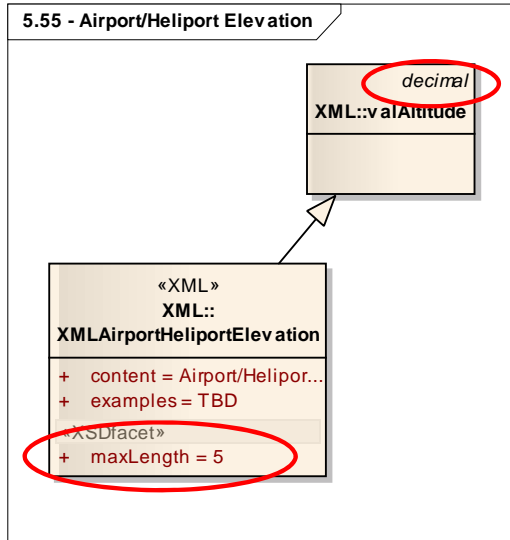 5.55 - Airport/Heliport Elevation
decimal
XML::valAltitude
«XML»
XML::
XMLAirportHeliportElevation
+ content = Airport/Helipor...
+ examples = TBD
«XSDfacet»
+ maxLength = 5